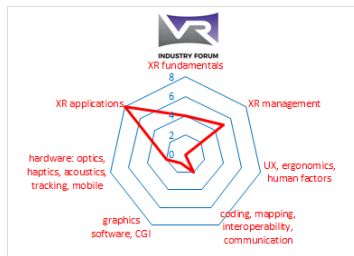 VR
INDUSTRY FORUM
XR fundamentals
8
6
4
2
0
XR applications
XR management
hardware: optics,
haptics, acoustics,
tracking, mobile
UX, ergonomics,
human factors
graphics
software, CGI
coding, mapping,
interoperability,
communication